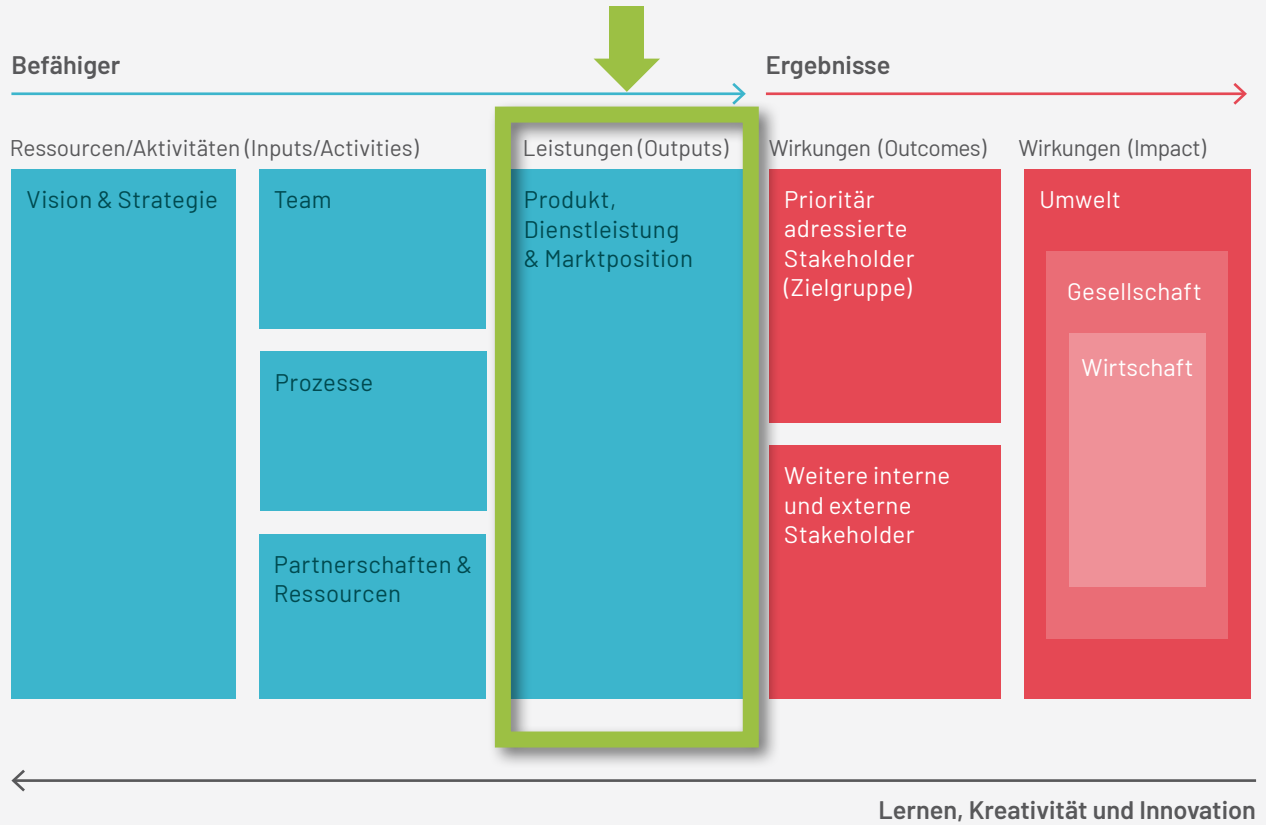 Befähiger
Ergebnisse
Ressourcen/Aktivitäten (Inputs/Activities)
Leistungen (Outputs)
Wirkungen (Outcomes)
Wirkungen (Impact)
Vision & Strategie
Team
Prozesse
Partnerschaften &
Ressourcen
Produkt,
Dienstleistung
& Marktposition
Prioritär
adressierte
Stakeholder
(Zielgruppe)
Weitere interne
und externe
Stakeholder
Umwelt
Gesellschaft
Wirtschaft
Lernen, Kreativität und Innovation